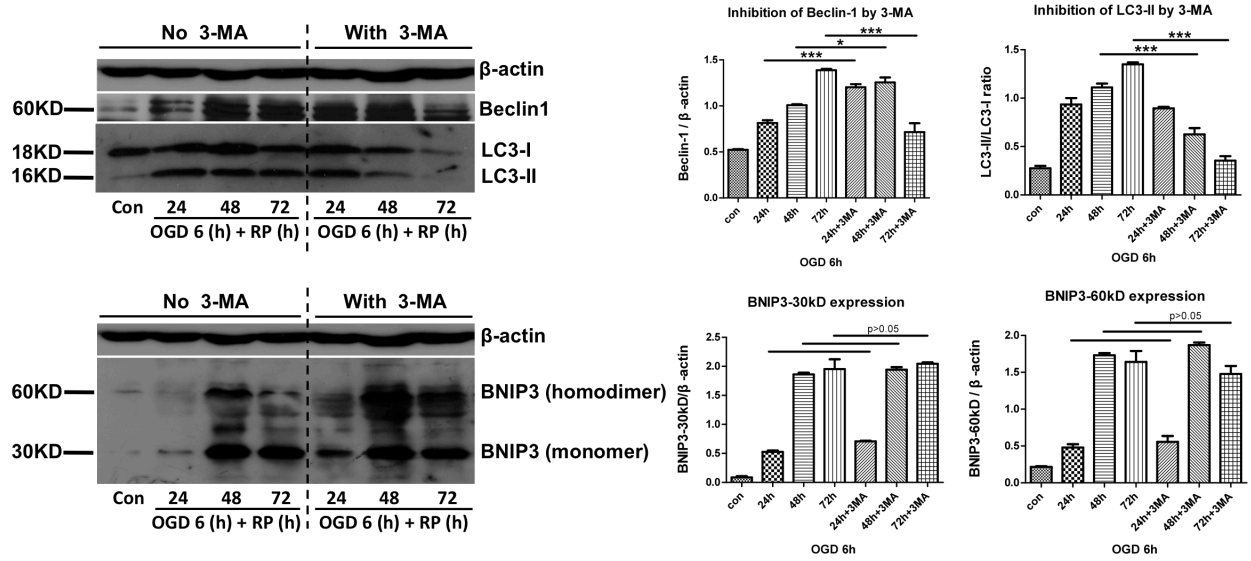 No 3-MA
With 3-MA
β-actin
60KD
Beclin1
18KD
LC3-I
16KD
LC3-II
Con 24 48 72 24 48 72
OGD 6 (h) + RP (h) OGD 6 (h) + RP (h)
Inhibition of Beclin-1 by 3-MA
***
*
***
1.5
1.0
0.5
0.0
Beclin-1 / β -actin
con 24h 48h 72h 24h+3MA 48h+3MA 72h+3MA
OGD 6h
Inhibition of LC3-II by 3-MA
***
***
1.5
1.0
0.5
0.0
LC3-II/LC3-I ratio
con 24h 48h 72h 24h+3MA 48h+3MA 72h+3MA
OGD 6h
No 3-MA
With 3-MA
β-actin
60KD
BNIP3 (homodimer)
30KD
BNIP3 (monomer)
Con 24 48 72 24 48 72
OGD 6 (h) + RP (h) OGD 6 (h) + RP (h)
BNIP3-30kD expression
p>0.05
2.5
2.0
1.5
1.0
0.5
0.0
BNIP3-30kD/β -actin
con 24h 48h 72h 24h+3MA 48h+3MA 72h+3MA
OGD 6h
BNIP3-60kD expression
p>0.05
2.0
1.5
1.0
0.5
0.0
BNIP3-60kD / β -actin
con 24h 48h 72h 24h+3MA 48h+3MA 72h+3MA
OGD 6h